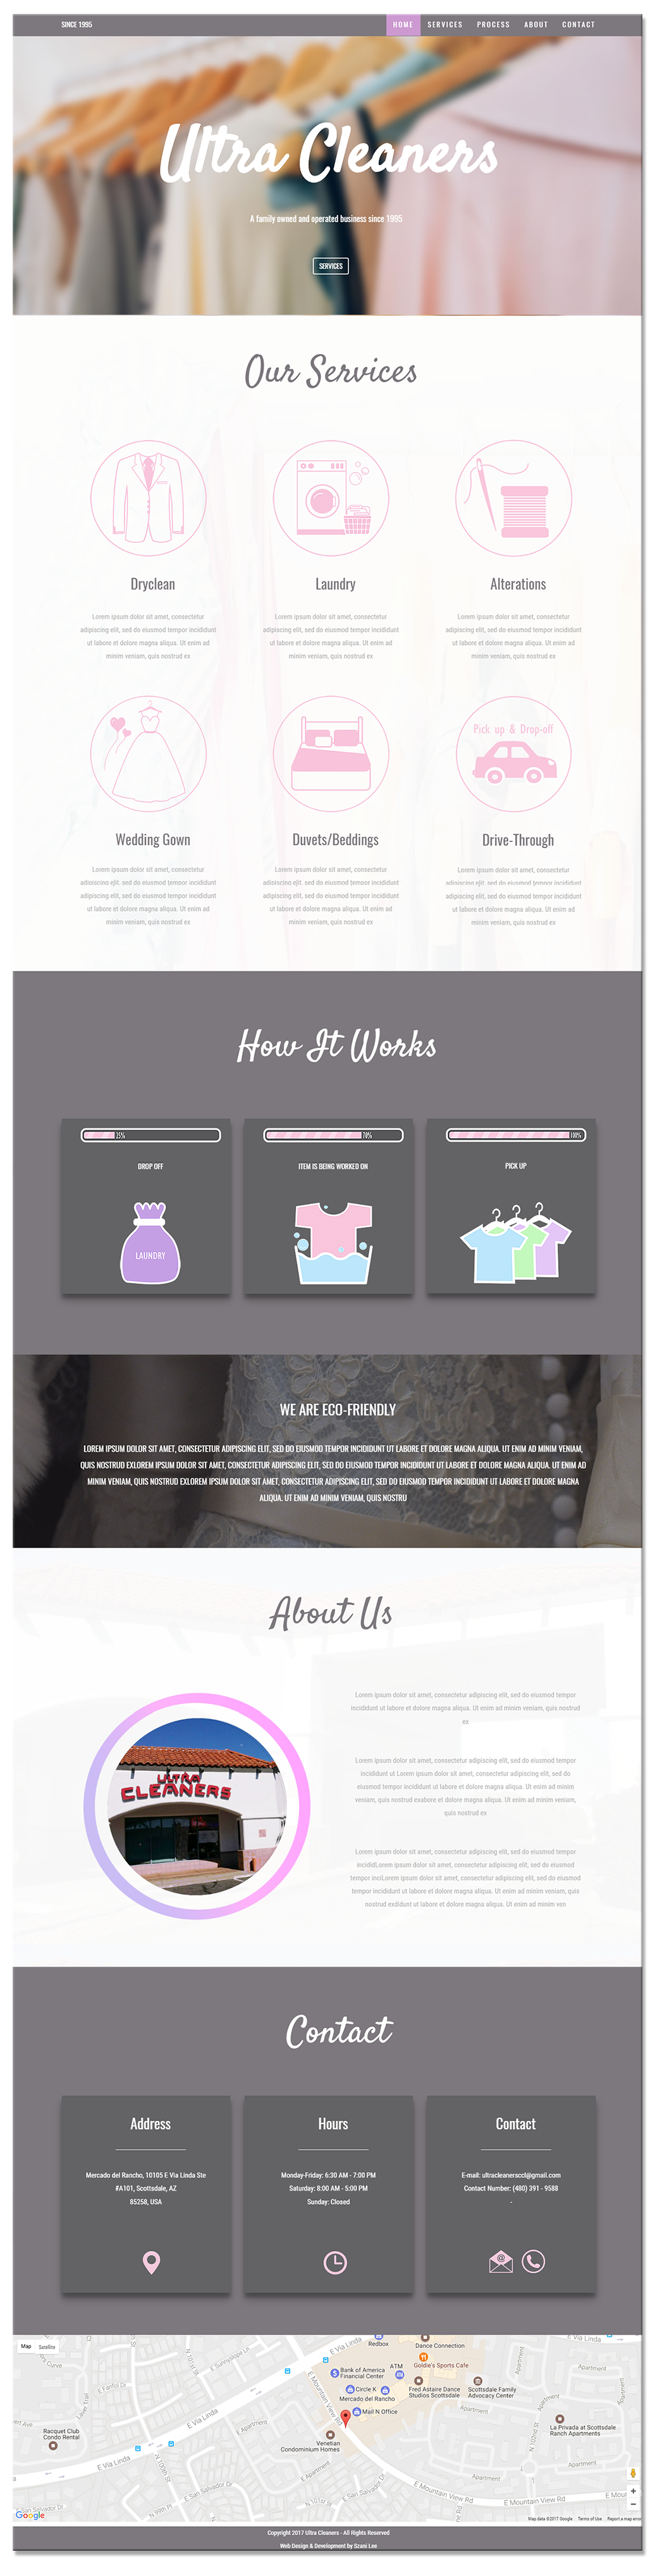 SINCE 1995
HOME SERVICES PROCESS ABOUT CONTACT
Ultra Cleaners
A family owned and operated business since 1995
SERVICES
Our Services
Dryclean
Lorem ipsum dolor sit amet, consectetur
adipiscing elit, sed do eiusmod tempor incididunt
ut labore et dolore magna aliqua. Ut enim ad
minim veniam, quis nostrud ex
Laundry
Lorem ipsum dolor sit amet, consectetur
adipiscing elit, sed do eiusmod tempor incididunt
ut labore et dolore magna aliqua. Ut enim ad
minim veniam, quis nostrud ex
Alterations
Lorem ipsum dolor sit amet, consectetur
adipiscing elit, sed do eiusmod tempor incididunt
ut labore et dolore magna aliqua. Ut enim ad
minim veniam, quis nostrud ex
Wedding Gown
Lorem ipsum dolor sit amet, consectetur
adipiscing elit, sed do eiusmod tempor incididunt
ut labore et dolore magna aliqua. Ut enim ad
minim veniam, quis nostrud ex
Duvets/Beddings
Lorem ipsum dolor sit amet, consectetur
adipiscing elit, sed do eiusmod tempor incididunt
ut labore et dolore magna aliqua. Ut enim ad
minim veniam, quis nostrud ex
Pick up & Drop-off
Drive-Through
Lorem ipsum dolor sit amet, consectetur
adipiscing elit, sed do eiusmod tempor incididunt
ut labore et dolore magna aliqua. Ut enim ad
minim veniam, quis nostrud ex
How It Works
25%
DROP OFF
LAUNDRY
70%
ITEM IS BEING WORKED ON
100%
PICK UP
WE ARE ECO-FRIENDLY
LOREM IPSUM DOLOR SIT AMET, CONSECTETUR ADIPISCING ELIT, SED DO EIUSMOD TEMPOR INCIDIDUNT UT LABORE ET DOLORE MAGNA ALIQUA. UT ENIM AD MINIM VENIAM,
QUIS NOSTRUD EXLOREM IPSUM DOLOR SIT AMET, CONSECTETUR ADIPISCING ELIT, SED DO EIUSMOD TEMPOR INCIDIDUNT UT LABORE ET DOLORE MAGNA ALIQUA. UT ENIM AD
MINIM VENIAM, QUIS NOSTRUD EXLOREM IPSUM DOLOR SIT AMET, CONSECTETUR ADIPISCING ELIT, SED DO EIUSMOD TEMPOR INCIDIDUNT UT LABORE ET DOLORE MAGNA
ALIQUA. UT ENIM AD MINIM VENIAM, QUIS NOSTRU
About Us
ULTRA
CLEANERS
Lorem ipsum dolor sit amet, consectetur adipiscing elit, sed do eiusmod tempor
incididunt ut labore et dolore magna aliqua. Ut enim ad minim veniam, quis nostrud
ex
Lorem ipsum dolor sit amet, consectetur adipiscing elit, sed do eiusmod tempor
incididunt ut Lorem ipsum dolor sit amet, consectetur adipiscing elit, sed do
eiusmod tempor incididunt ut labore et dolore magna aliqua. Ut enim ad minim
veniam, quis nostrud exabore et dolore magna aliqua. Ut enim ad minim veniam,
quis nostrud ex
Lorem ipsum dolor sit amet, consectetur adipiscing elit, sed do eiusmod tempor
incididLorem ipsum dolor sit amet, consectetur adipiscing elit, sed do eiusmod
tempor inciLorem ipsum dolor sit amet, consectetur adipiscing elit, sed do eiusmod
tempor incididunt ut labore et dolore magna aliqua. Ut enim ad minim veniam, quis
nostrud exdidunt ut labore et dolore magna aliqua. Ut enim ad minim ven
Contact
Address
Mercado del Rancho, 10105 E Via Linda Ste
#A101, Scottsdale, AZ
85258, USA
Hours
Monday-Friday: 6:30 AM - 7:00 PM
Saturday: 8:00 AM - 5:00 PM
Sunday: Closed
Contact
E-mail: ultracleanersccl@gmail.com
Contact Number: (480) 391 - 9588
-
Map Satellite
E Sunnyslope Ln
E Via Linda
Redbox
Dance Connection
E Via Linda
Goldie's Sports Cafe
ATM
Bank of America
Financial Center
Circle K
Mercado del Rancho
Fred Astaire Dance
Studios Scottsdale
Scottsdale Family
Advocacy Center
Apartment
Mail N Office
E Mountain View Rd
Racquet Club
Condo Rental
E Via Linda
Venetian
Condominium Homes
La Privada at Scottsdale
Ranch Apartments
N 102nd St
E Apartment
E San Salvador Dr
E Mountain View Rd
E Mountain View Rd
N 101st St
N 99th Pl
Google
Map data ©2017 Google Terms of Use Report a map error
Copyright 2017 Ultra Cleaners - All Rights Reserved
Web Design & Development by Szani Lee